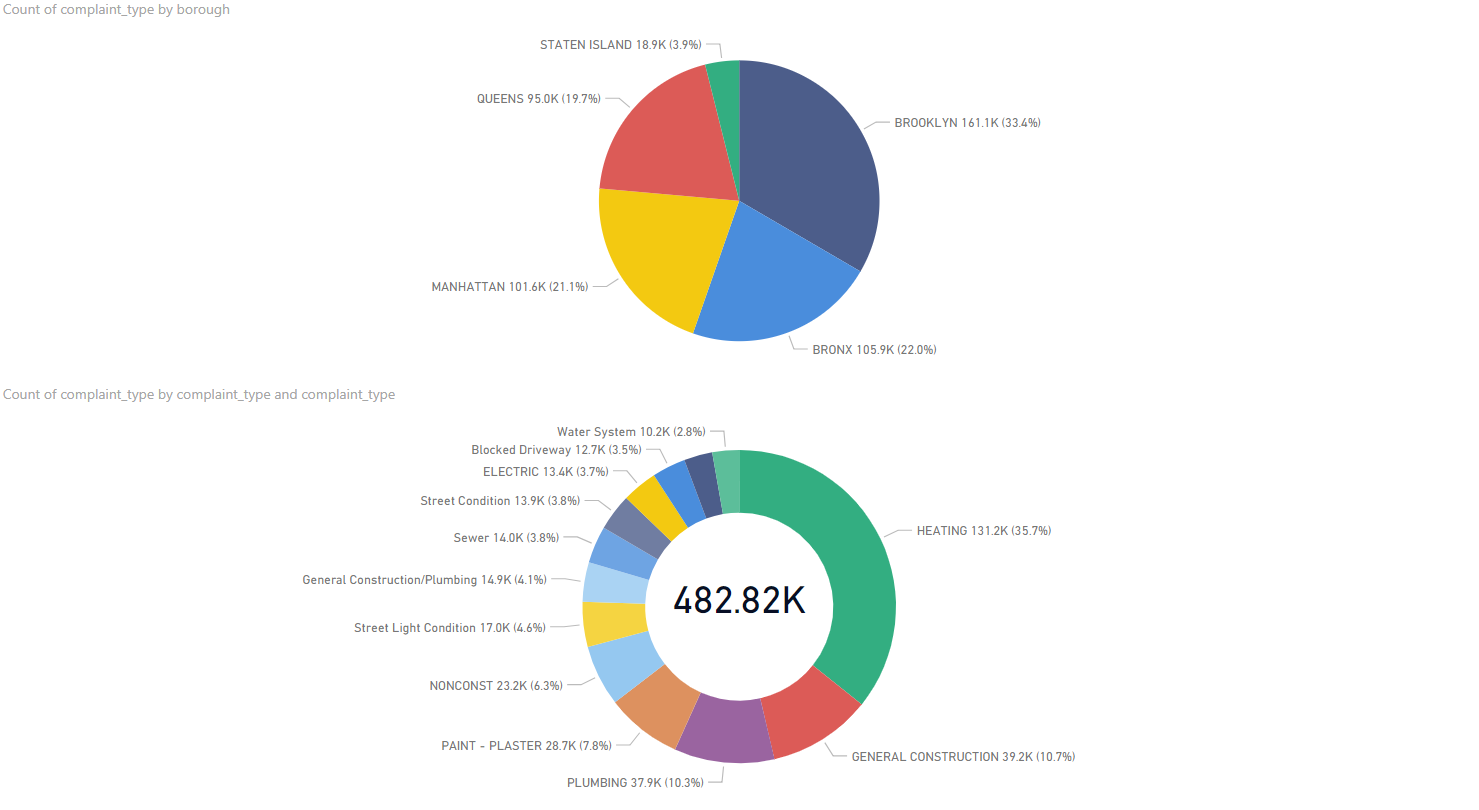 Count of complaint_type by borough
STATEN ISLAND 18.9K (3.9%)
QUEENS 95.0K (19.7%)
BROOKLYN 161.1K (33.4%)
MANHATTAN 101.6K (21.1%)
BRONX 105.9K (22.0%)
Count of complaint_type by complaint_type and complaint_type
Water System 10.2K (2.8%)
Blocked Driveway 12.7K (3.5%)
ELECTRIC 13.4K (3.7%)
Street Condition 13.9K (3.8%)
HEATING 131.2K (35.7%)
Sewer 14.0K (3.8%)
General Construction/Plumbing 14.9K (4.1%)
482.82K
Street Light Condition 17.0K (4.6%)
NONCONST 23.2K (6.3%)
PAINT - PLASTER 28.7K (7.8%)
GENERAL CONSTRUCTION 39.2K (10.7%)
PLUMBING 37.9K (10.3%)